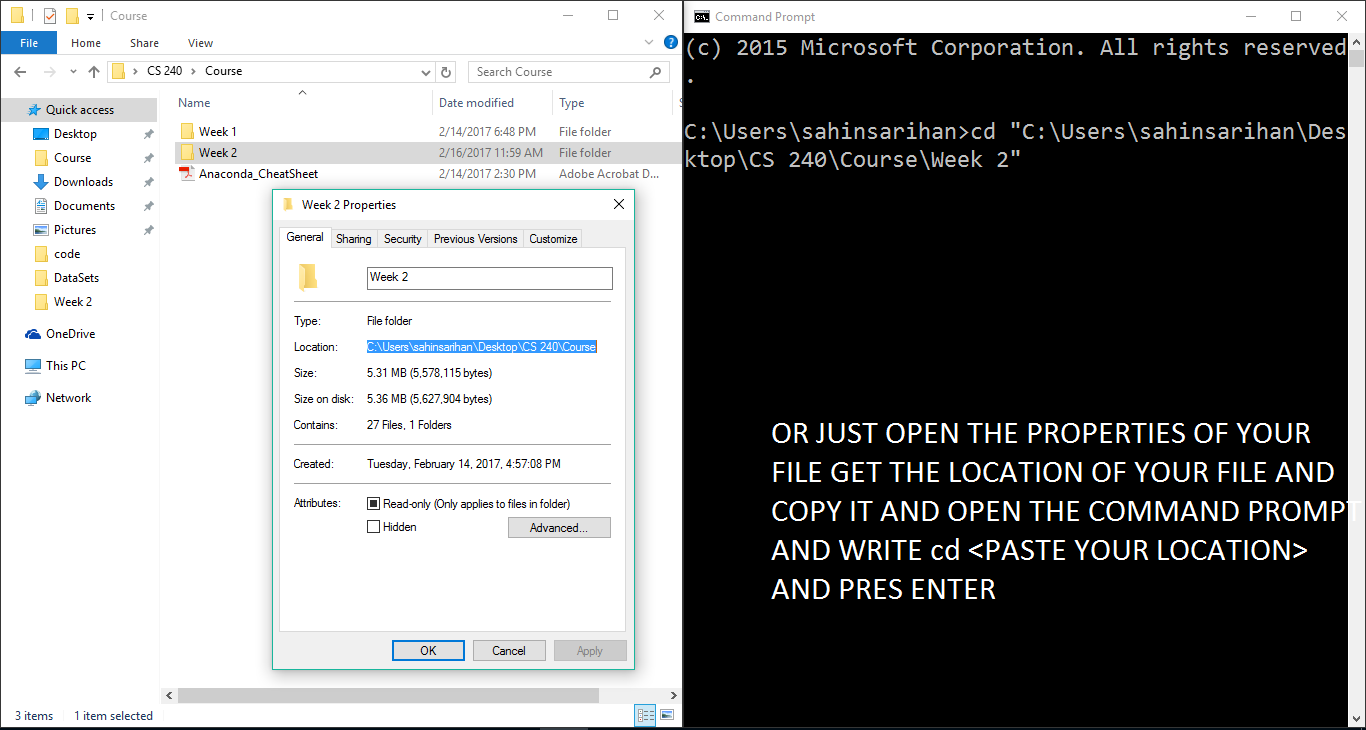 Course
File Home Share View
CS 240 > Course Search Course
Quick access
Desktop
Course
Downloads
Documents
Pictures
code
DataSets
Week 2
OneDrive
This PC
Network
Name Date modified Type
Week 1 2/14/2017 6:48 PM File folder
Week 2 2/16/2017 11:59 AM File folder
Anaconda_CheatSheet 2/14/2017 2:30 PM Adobe Acrobat D...
Week 2 Properties
General Sharing Security Previous Versions Customize
Week 2
Type: File folder
Location: C:\Users\sahinsarihan\Desktop\CS 240\Course
Size: 5.31 MB (5,578,115 bytes)
Size on disk: 5.36 MB (5,627,904 bytes)
Contains: 27 Files, 1 Folders
Created: Tuesday, February 14, 2017, 4:57:08 PM
Attributes: Read-only (Only applies to files in folder)
Hidden Advanced...
OK Cancel Apply
3 items 1 item selected
Command Prompt
(c) 2015 Microsoft Corporation. All rights reserved
.
C:\Users\sahinsarihan>cd "C:\Users\sahinsarihan\Des
ktop\CS 240\Course\Week 2"
OR JUST OPEN THE PROPERTIES OF YOUR
FILE GET THE LOCATION OF YOUR FILE AND
COPY IT AND OPEN THE COMMAND PROMPT
AND WRITE cd <PASTE YOUR LOCATION>
AND PRES ENTER